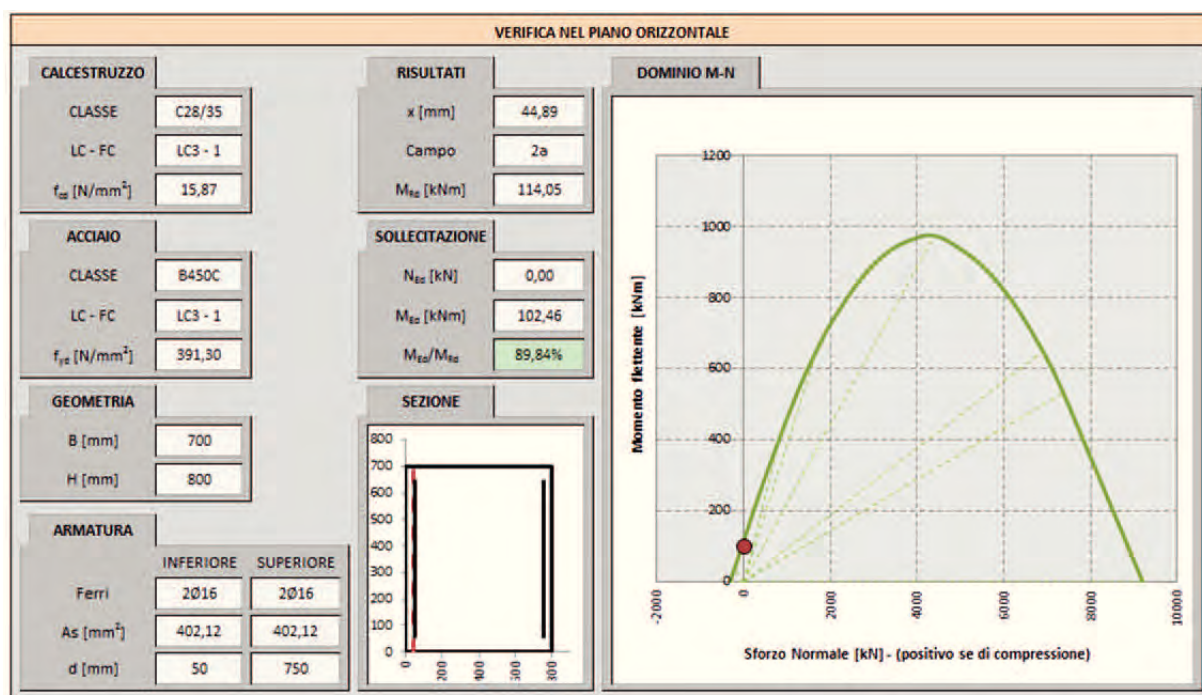 VERIFICA NEL PIANO ORIZZONTALE
CALCESTRUZZO
CLASSE C28/35
LC - FC LC3 - 1
fcd [N/mm²] 15,87
ACCIAIO
CLASSE B450C
LC - FC LC3 - 1
fyd [N/mm²] 391,30
GEOMETRIA
B [mm] 700
H [mm] 800
ARMATURA
INFERIORE SUPERIORE
Ferri 2Ø16 2Ø16
As [mm²] 402,12 402,12
d [mm] 50 750
RISULTATI
x [mm] 44,89
Campo 2a
MRd [kNm] 114,05
SOLLECITAZIONE
NEd [kN] 0,00
MEd [kNm] 102,46
MEd/MRd 89,84%
SEZIONE
800
700
600
500
400
300
200
100
0
0 200 400 600 800
DOMINIO M-N
Momento flettente [kNm]
1200
1000
800
600
400
200
0
-2000 0 2000 4000 6000 8000 10000
Sforzo Normale [kN] - (positivo se di compressione)